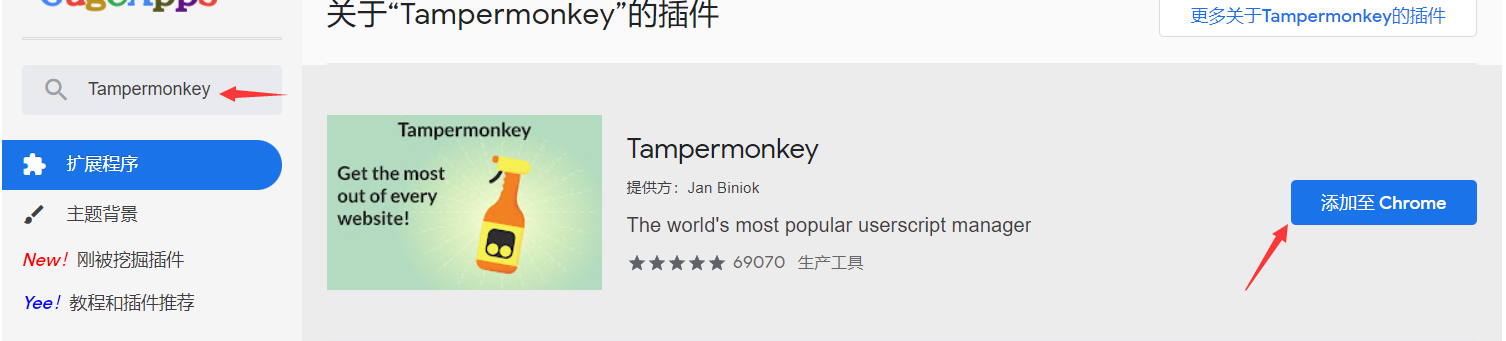 关于“Tampermonkey”的插件
更多关于Tampermonkey的插件
Tampermonkey
扩展程序
主题背景
New! 刚被挖掘插件
Yee! 教程和插件推荐
Tampermonkey
Get the most
out of every
website!
Tampermonkey
提供方：Jan Biniok
The world's most popular userscript manager
69070 生产工具
添加至 Chrome